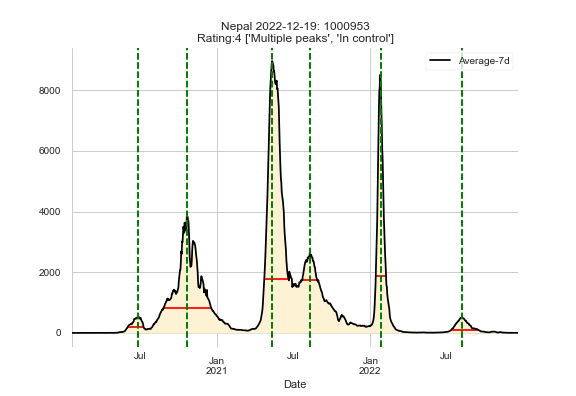 Nepal 2022-12-19: 1000953
Rating:4 ['Multiple peaks', 'In control']
Average-7d
8000
6000
4000
2000
0
Jul
Jan
2021
Jul
Jan
2022
Jul
Date